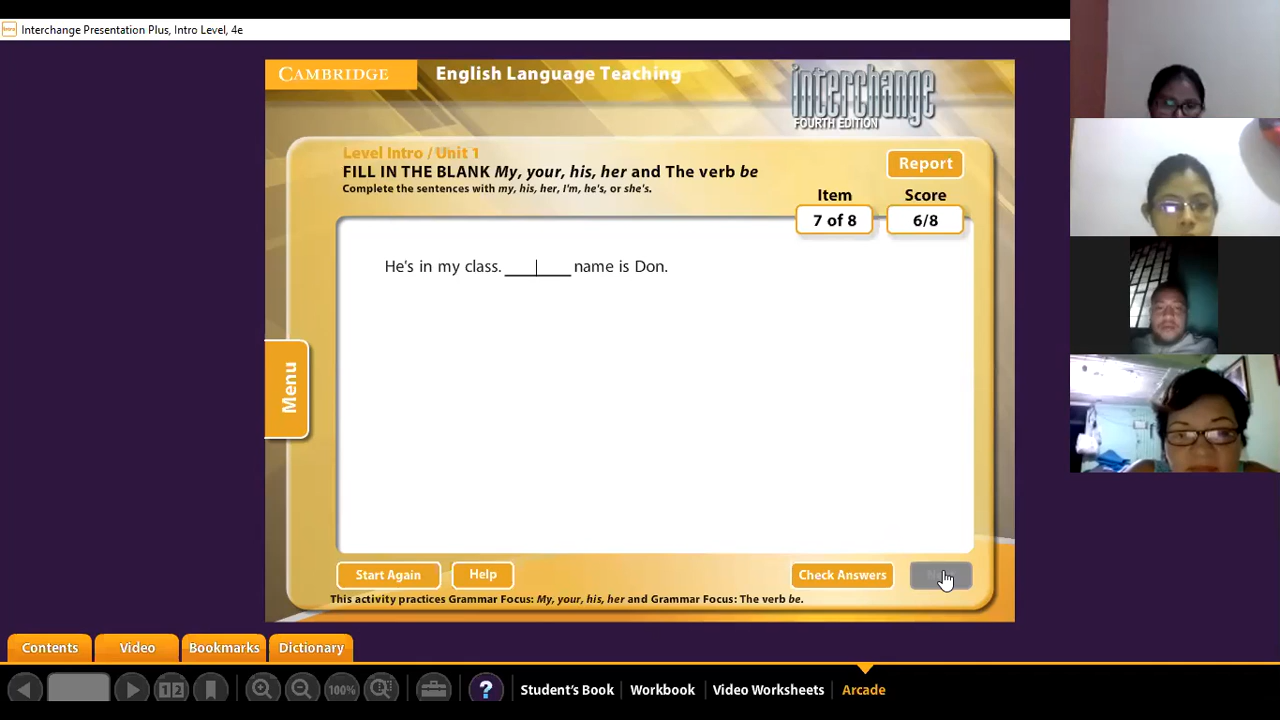 Interchange Presentation Plus, Intro Level, 4e
CAMBRIDGE
English Language Teaching
interchange
FOURTH EDITION
Level Intro / Unit 1
FILL IN THE BLANK My, your, his, her and The verb be
Complete the sentences with my, his, her, I'm, he's, or she's.
Report
Item
Score
7 of 8
6/8
He's in my class. ______ name is Don.
Menu
Start Again
Help
Check Answers
This activity practices Grammar Focus: My, your, his, her and Grammar Focus: The verb be.
Contents
Video
Bookmarks
Dictionary
100%
?
Student's Book
Workbook
Video Worksheets
Arcade